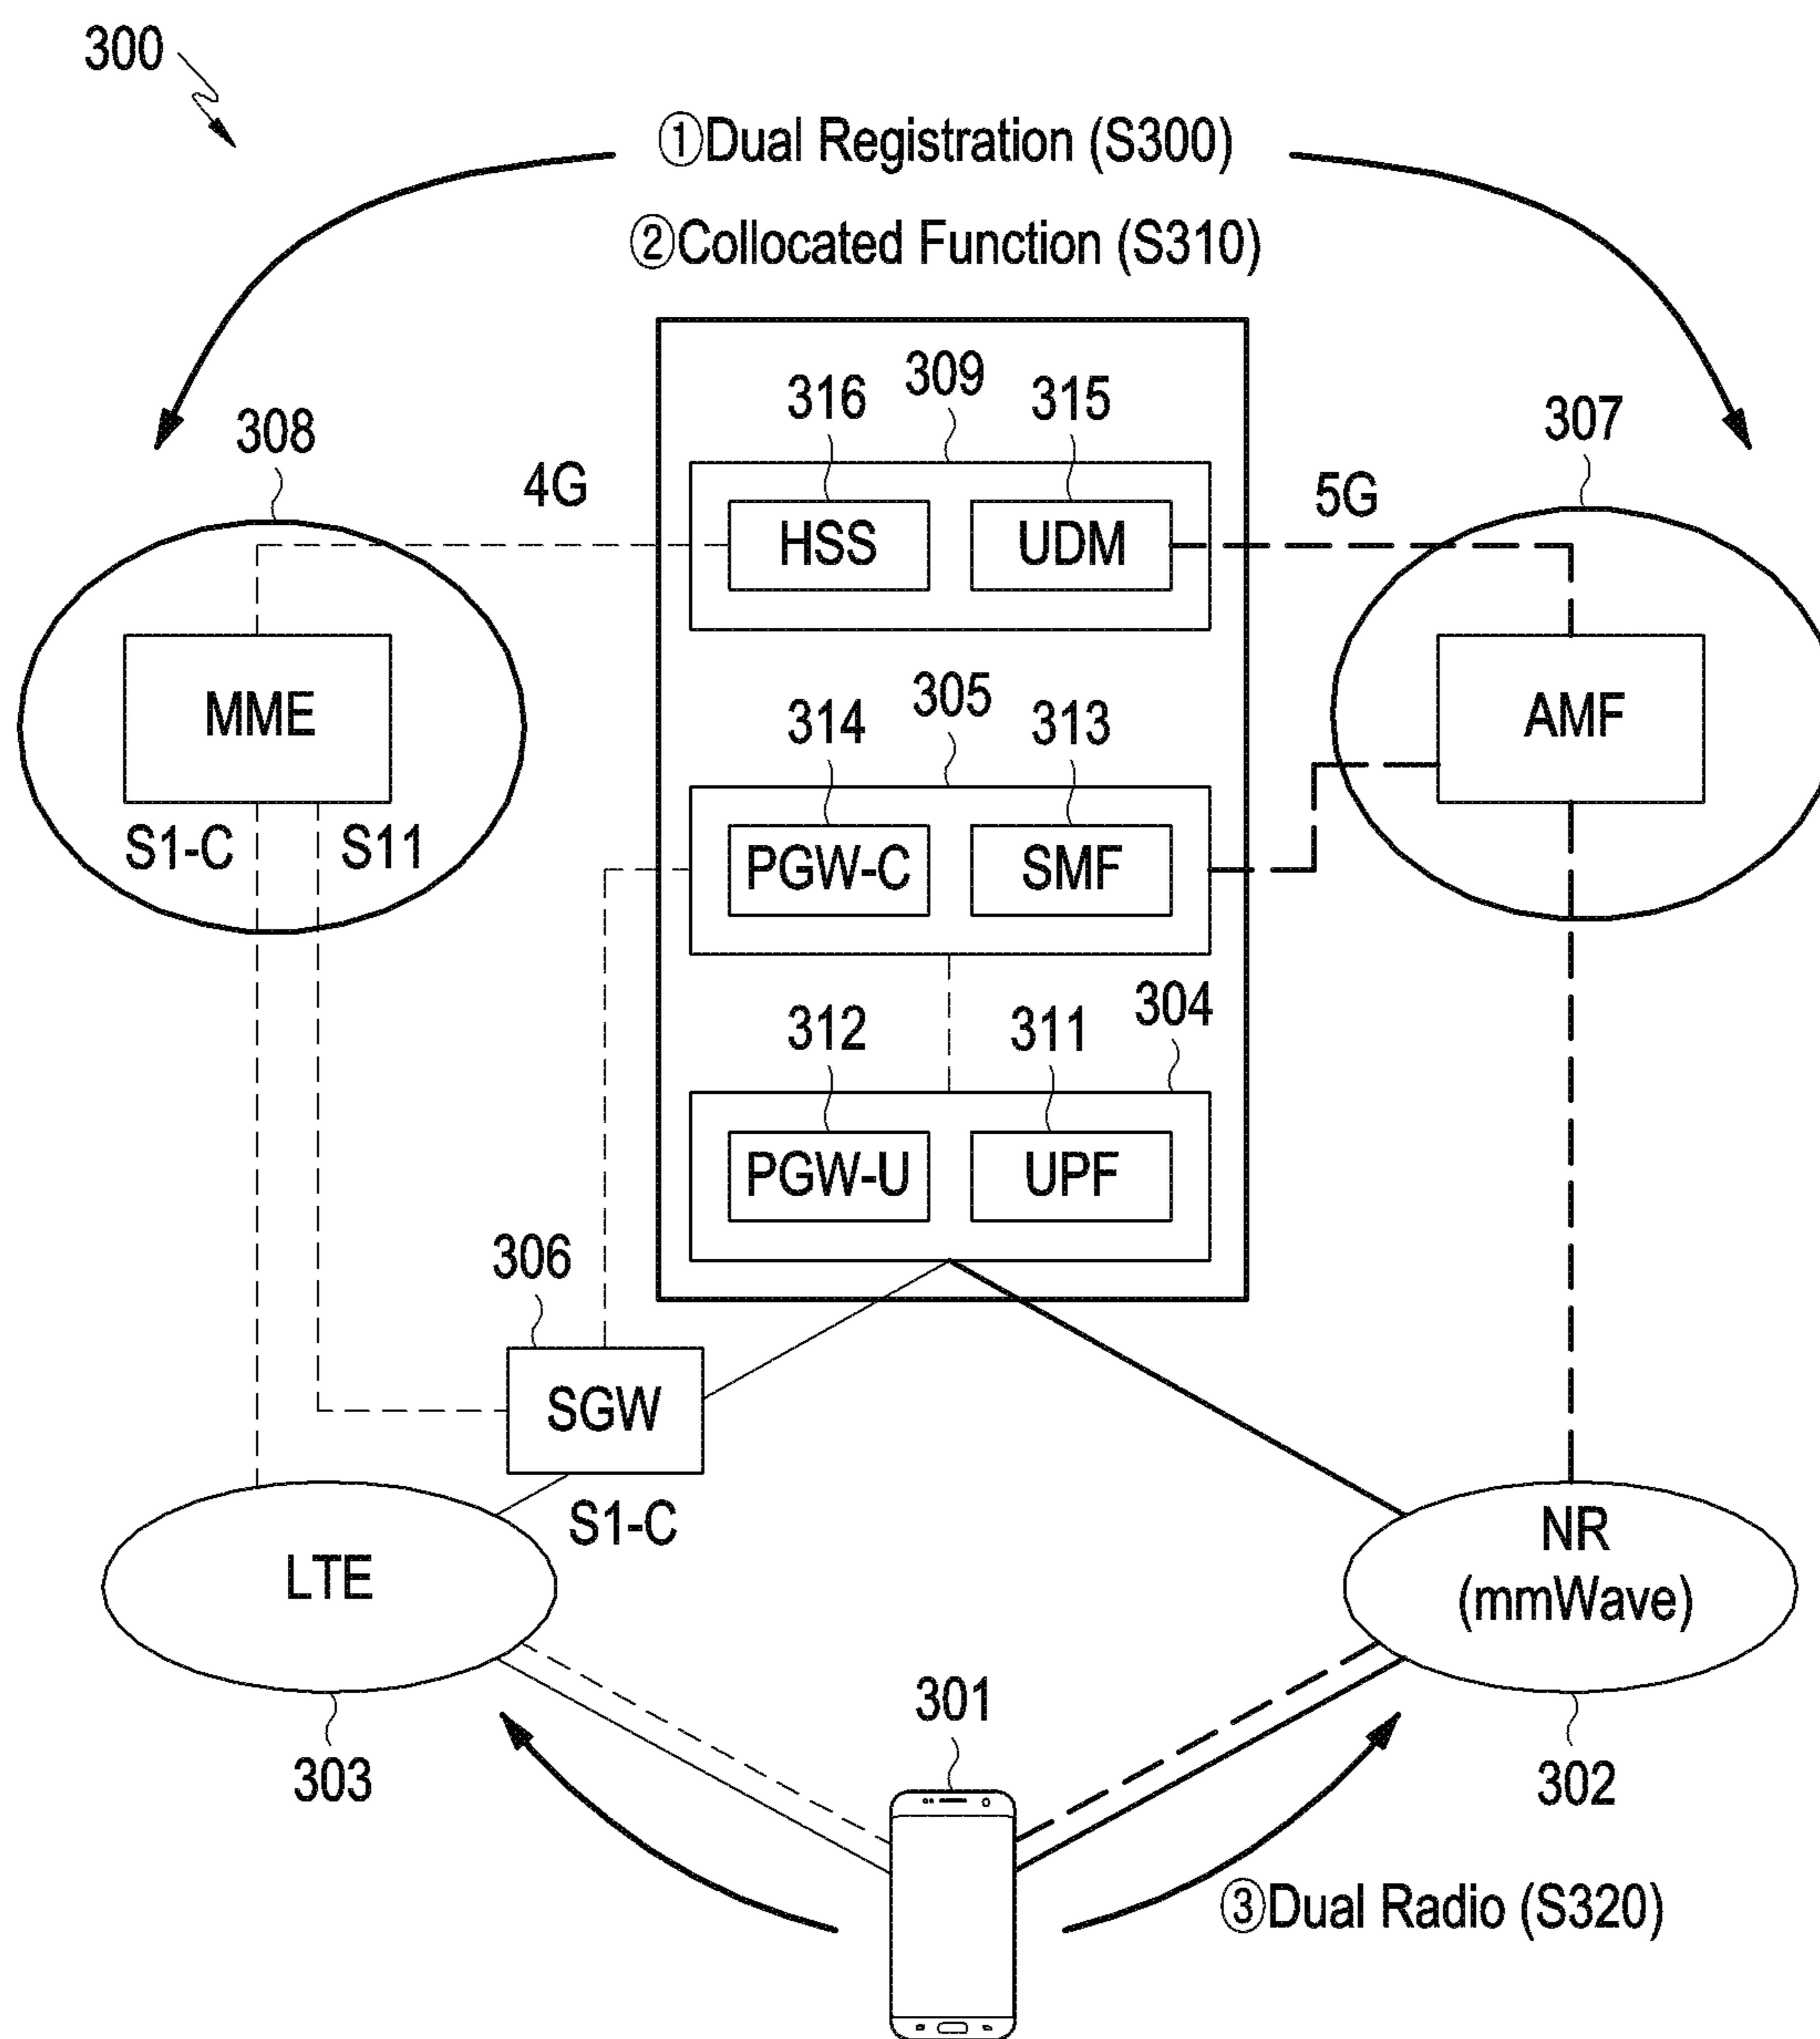 300
①Dual Registration (S300)
②Collocated Function (S310)
309
316
315
308
307
4G
5G
HSS
UDM
MME
AMF
305
314
313
S1-C
S11
PGW-C
SMF
304
312
311
PGW-U
UPF
306
SGW
S1-C
LTE
NR
(mmWave)
301
303
302
③Dual Radio (S320)